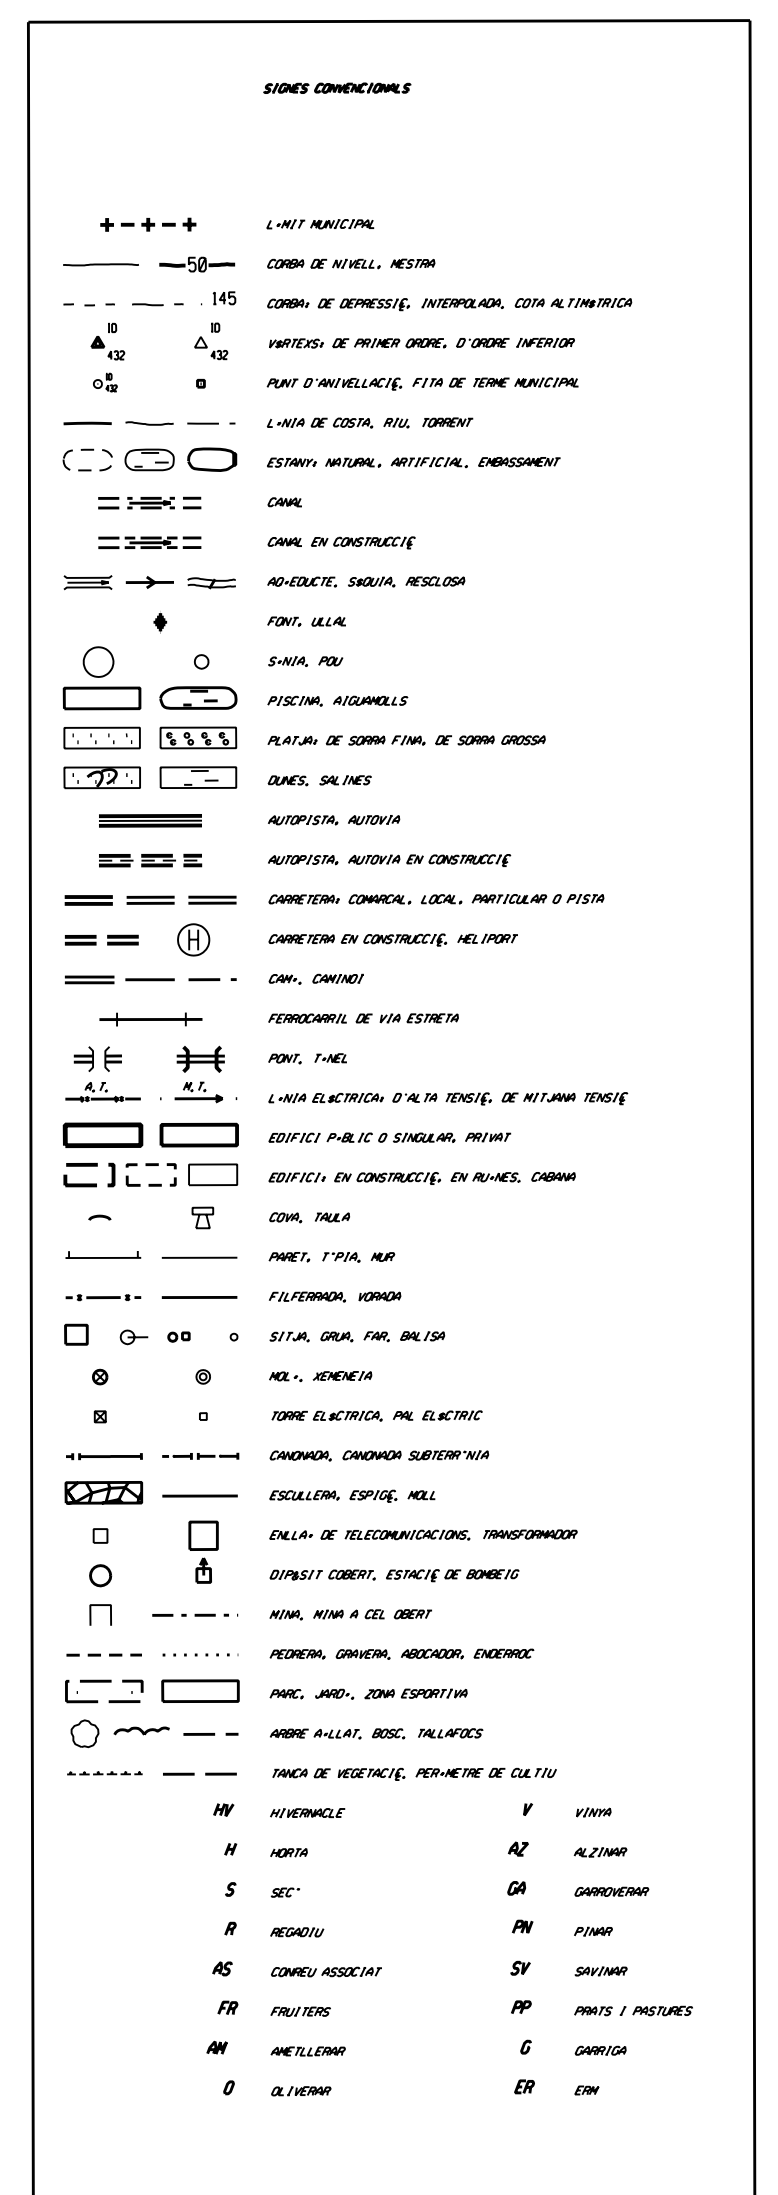 SIGNES CONVENCIONALS
L•MIT MUNICIPAL
50 CORBA DE NIVELL, MESTRA
145 CORBA: DE DEPRESSI£, INTERPOLADA, COTA ALTIM$TRICA
10 10
432 432 V$RTEXS: DE PRIMER ORDRE, D'ORDRE INFERIOR
10
432 PUNT D'ANIVELLACI£, FITA DE TERME MUNICIPAL
L•NIA DE COSTA, RIU, TORRENT
ESTANY: NATURAL, ARTIFICIAL, EMBASSAMENT
CANAL
CANAL EN CONSTRUCCI£
AQ•EDUCTE, S$QUIA, RESCLOSA
FONT, ULLAL
S•NIA, POU
PISCINA, AIGUAMOLLS
PLATJA: DE SORRA FINA, DE SORRA GROSSA
DUNES, SALINES
AUTOPISTA, AUTOVIA
AUTOPISTA, AUTOVIA EN CONSTRUCCI£
CARRETERA: COMARCAL, LOCAL, PARTICULAR O PISTA
H CARRETERA EN CONSTRUCCI£, HELIPORT
CAM•, CAMINOI
FERROCARRIL DE VIA ESTRETA
PONT, T•NEL
A.T. M.T. L•NIA EL$CTRICA: D'ALTA TENSI£, DE MITJANA TENSI£
EDIFICI P•BLIC O SINGULAR, PRIVAT
EDIFICI: EN CONSTRUCCI£, EN RU•NES, CABANA
COVA, TAULA
PARET, T"PIA, MUR
FILFERRADA, VORADA
SITJA, GRUA, FAR, BALISA
MOL•, XEMENEIA
TORRE EL$CTRICA, PAL EL$CTRIC
CANONADA, CANONADA SUBTERR"NIA
ESCULLERA, ESPIG£, MOLL
ENLLA• DE TELECOMUNICACIONS, TRANSFORMADOR
DIP&SIT COBERT, ESTACI£ DE BOMBEIG
MINA, MINA A CEL OBERT
PEDRERA, GRAVERA, ABOCADOR, ENDERROC
PARC, JARD•, ZONA ESPORTIVA
ARBRE A•LLAT, BOSC, TALLAFOCS
TANCA DE VEGETACI£, PER•METRE DE CULTIU
HV HIVERNACLE V VINYA
H HORTA AZ ALZINAR
S SEC" GA GARROVERAR
R REGADIU PN PINAR
AS CONREU ASSOCIAT SV SAVINAR
FR FRUITERS PP PRATS I PASTURES
AM AMETLLERAR G GARRIGA
O OLIVERAR ER ERM